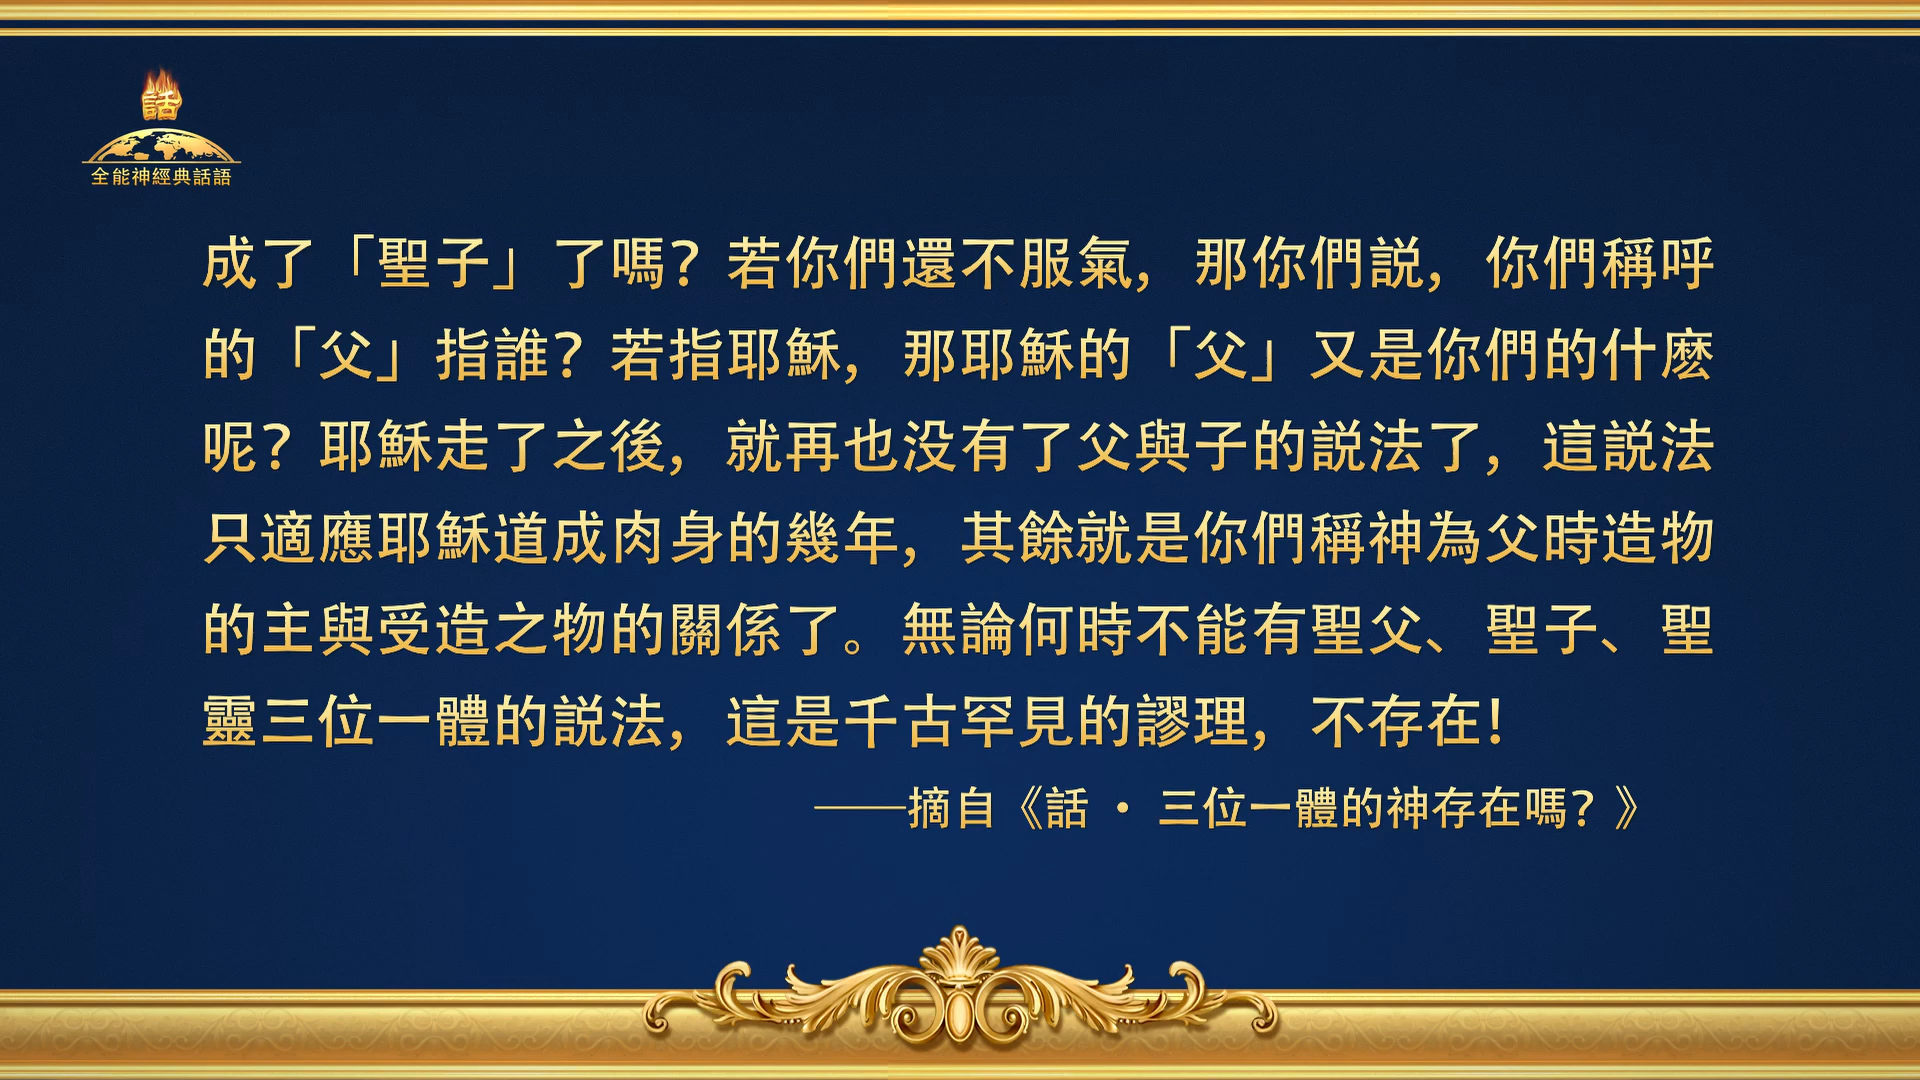 話
全能神經典話語
成了「聖子」了嗎？若你們還不服氣，那你們説，你們稱呼
的「父」指誰？若指耶穌，那耶穌的「父」又是你們的什麽
呢？耶穌走了之後，就再也没有了父與子的説法了，這説法
只適應耶穌道成肉身的幾年，其餘就是你們稱神為父時造物
的主與受造之物的關係了。無論何時不能有聖父、聖子、聖
靈三位一體的説法，這是千古罕見的謬理，不存在！
——摘自《話 · 三位一體的神存在嗎？》